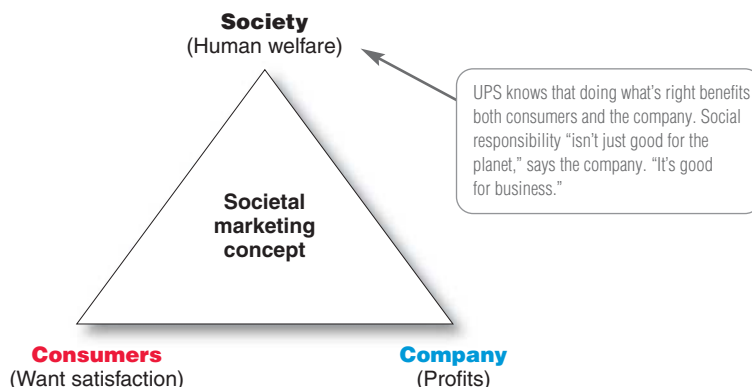 Society
(Human welfare)
UPS knows that doing what's right benefits
both consumers and the company. Social
responsibility “isn't just good for the
planet,” says the company. “It's good
for business.”
Societal
marketing
concept
Consumers
(Want satisfaction)
Company
(Profits)